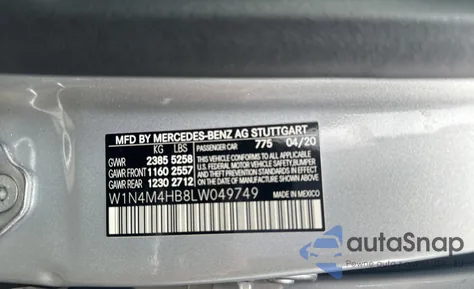 MFD BY MERCEDES-BENZ AG STUTTGART
KG LBS PASSENGER CAR 775 04/20
GVWR 2385 5258
GAWR FRONT 1160 2557
GAWR REAR 1230 2712
THIS VEHICLE CONFORMS TO ALL APPLICABLE
U.S. FEDERAL MOTOR VEHICLE SAFETY, BUMPER,
AND THEFT PREVENTION STANDARDS IN EFFECT
ON THE DATE OF MANUFACTURE SHOWN ABOVE.
W1N4M4HB8LW049749 MADE IN MEXICO
autoSnap